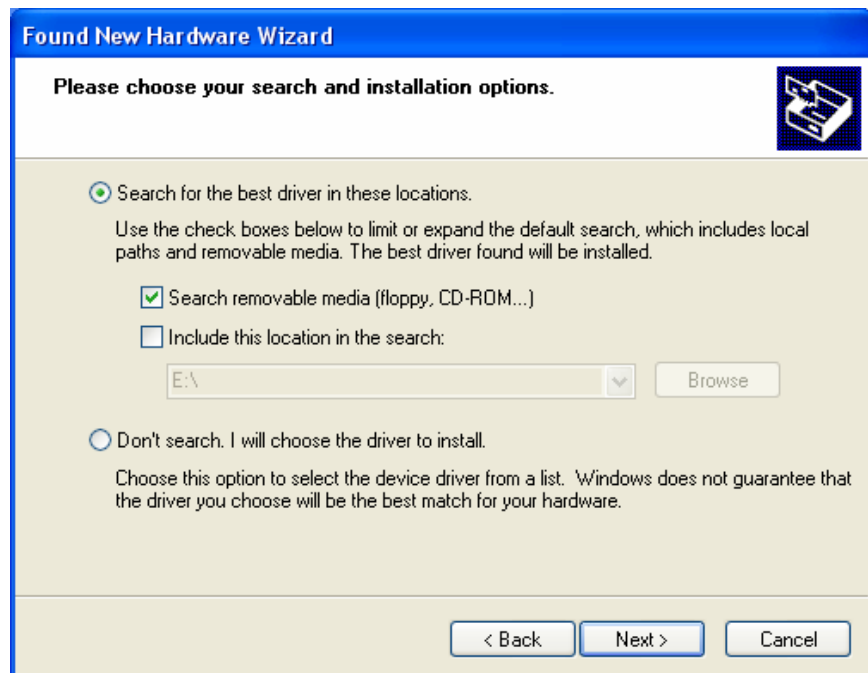 Found New Hardware Wizard
Please choose your search and installation options.
Search for the best driver in these locations.
Use the check boxes below to limit or expand the default search, which includes local
paths and removable media. The best driver found will be installed.
Search removable media (floppy, CD-ROM...)
Include this location in the search:
E:\
Browse
Don't search. I will choose the driver to install.
Choose this option to select the device driver from a list.  Windows does not guarantee that
the driver you choose will be the best match for your hardware.
< Back
Next >
Cancel